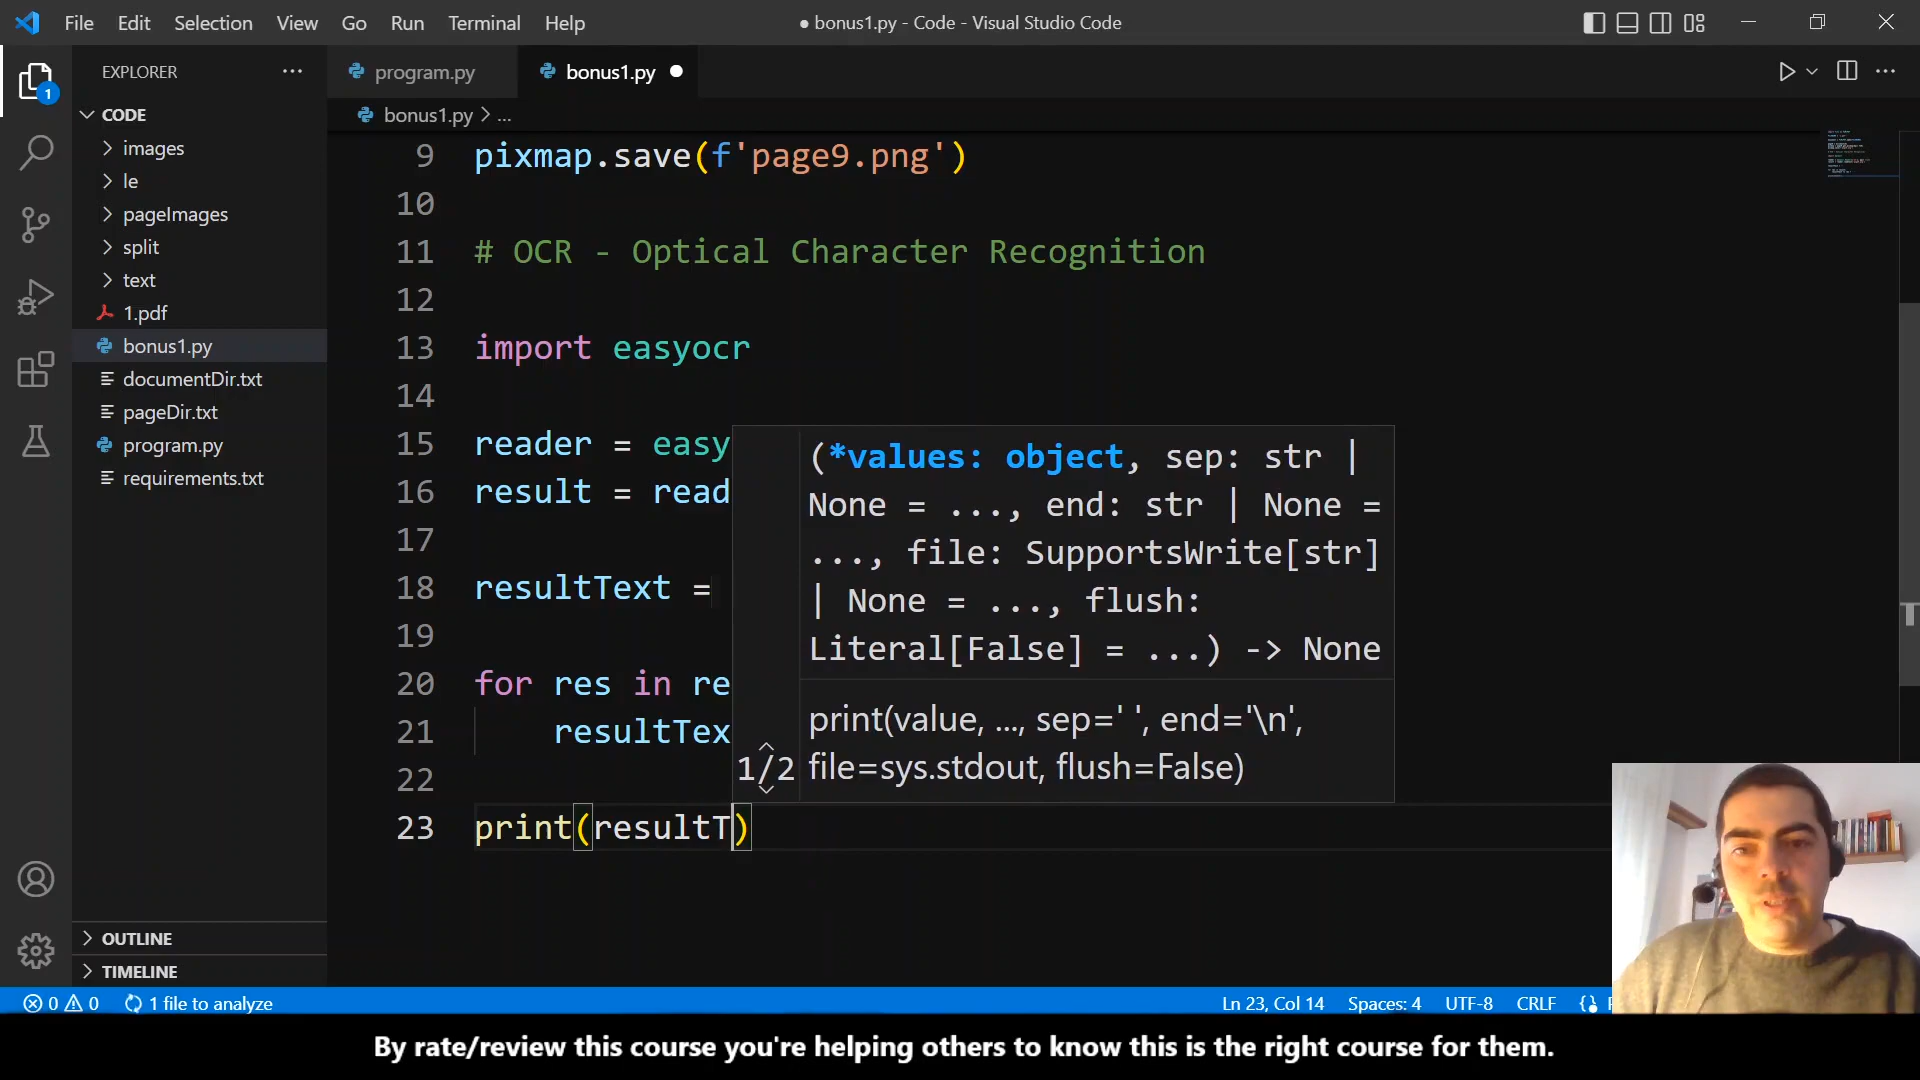 File Edit Selection View Go Run Terminal Help
● bonus1.py - Code - Visual Studio Code
EXPLORER
program.py
bonus1.py
1
CODE
bonus1.py > ...
images
le
pageImages
split
text
1.pdf
bonus1.py
documentDir.txt
pageDir.txt
program.py
requirements.txt
OUTLINE
TIMELINE
9 pixmap.save(f'page9.png')
10
11 # OCR - Optical Character Recognition
12
13 import easyocr
14
15 reader = easy
16 result = read
17
18 resultText =
19
20 for res in re
21 resultTex
22
23 print(resultT)
(*values: object, sep: str |
None = ..., end: str | None =
..., file: SupportsWrite[str]
| None = ..., flush:
Literal[False] = ...) -> None
print(value, ..., sep=' ', end='\n',
file=sys.stdout, flush=False)
1/2
0 0 1 file to analyze
Ln 23, Col 14 Spaces: 4 UTF-8 CRLF
By rate/review this course you're helping others to know this is the right course for them.